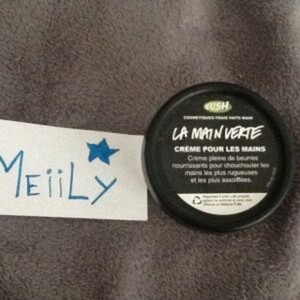 LUSH
COSMÉTIQUES FRAIS FAITS MAIN
LA MAIN VERTE
CRÈME POUR LES MAINS
Crème pleine de beurres
nourrissants pour chouchouter les
mains les plus rugueuses
et les plus assoiffées.
MeiiLy